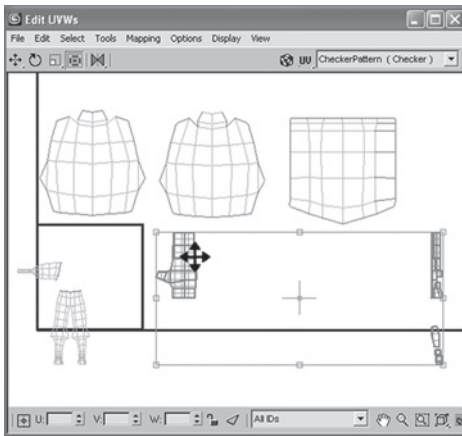 Edit UVWs
File Edit Select Tools Mapping Options Display View
UV CheckerPattern ( Checker )
U: V: W: All IDs